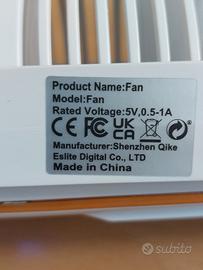 Product Name:Fan
Model:Fan
Rated Voltage:5V,0.5-1A
CE FC UK CA
Manufacturer:Shenzhen Qike
Eslite Digital Co., LTD
Made in China
subito